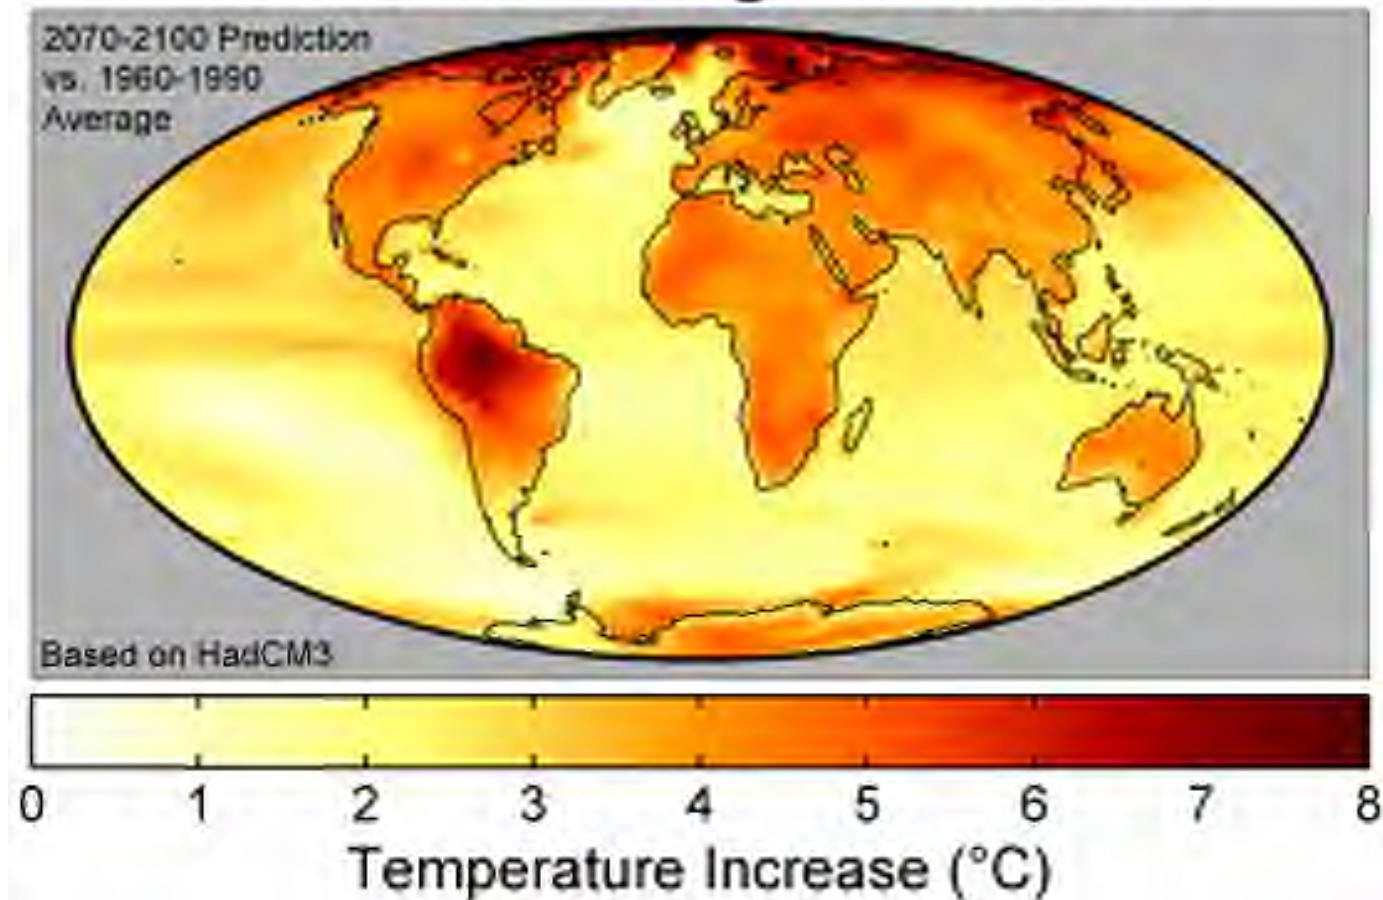 2070-2100 Prediction
vs. 1960-1990
Average
Based on HadCM3
0 1 2 3 4 5 6 7 8
Temperature Increase (°C)